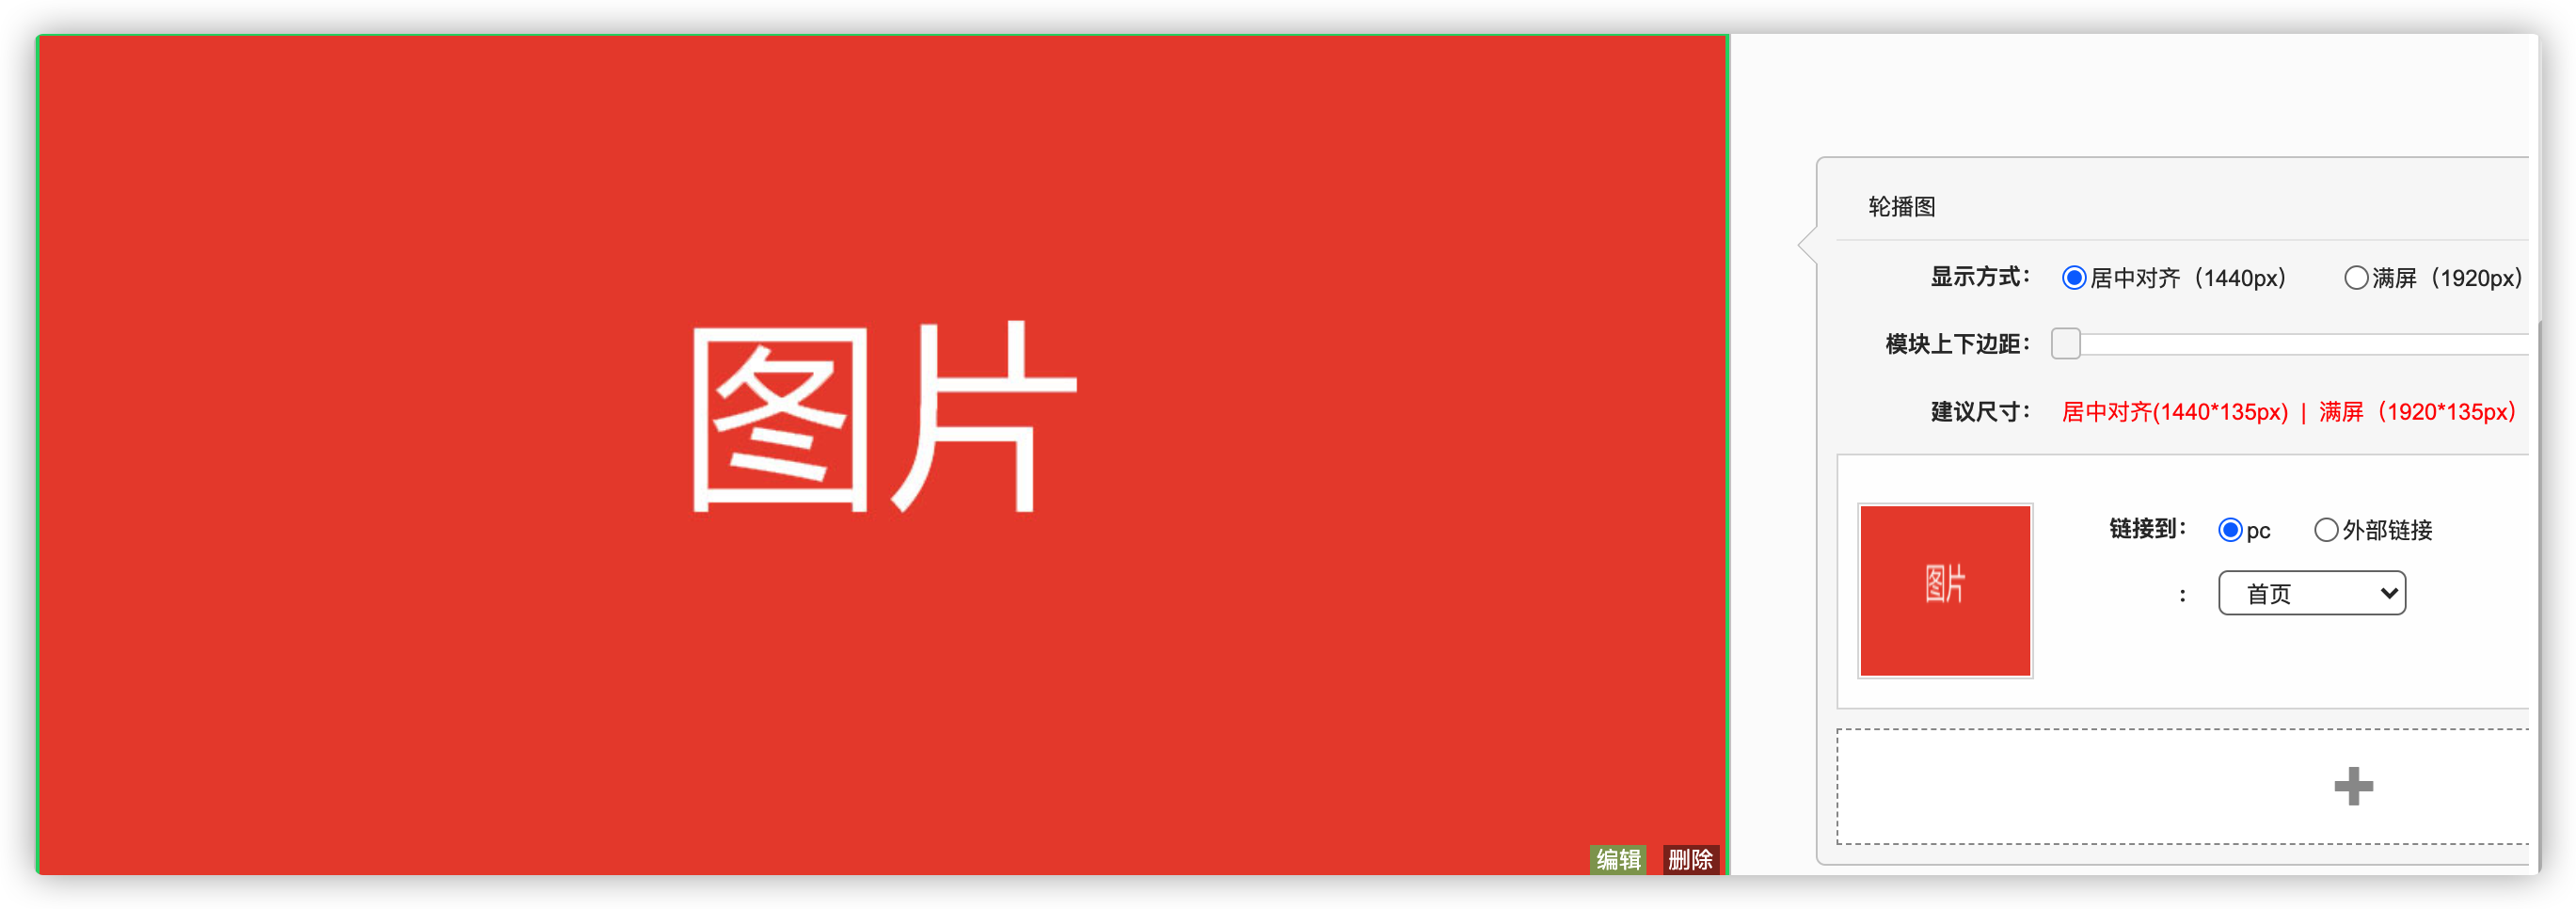 图片
编辑 删除
轮播图
显示方式： 居中对齐（1440px） 满屏（1920px）
模块上下边距：
建议尺寸： 居中对齐(1440*135px) | 满屏（1920*135px）
图片
链接到： pc 外部链接
： 首页